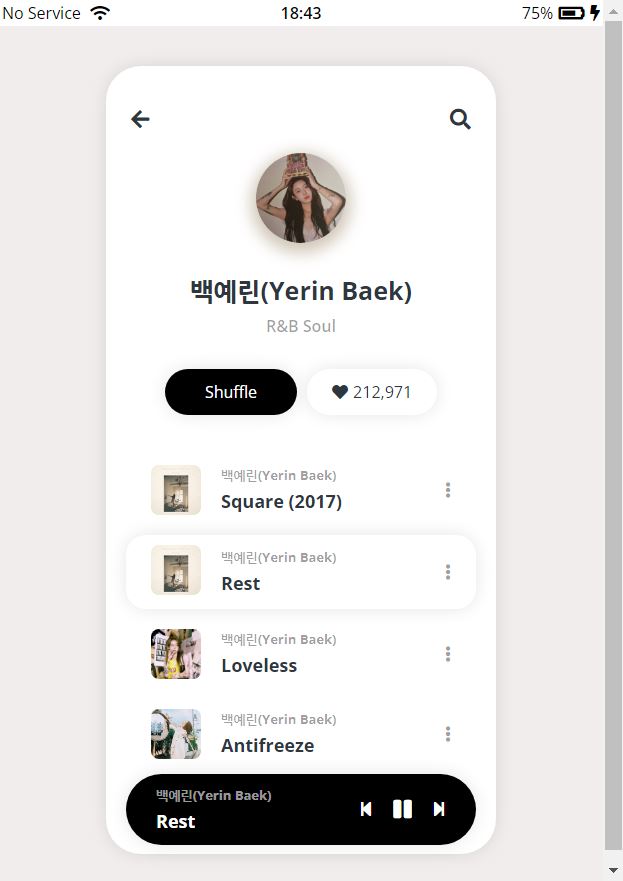 No Service 18:43 75%
백예린(Yerin Baek)
R&B Soul
Shuffle 212,971
백예린(Yerin Baek)
Square (2017)
백예린(Yerin Baek)
Rest
백예린(Yerin Baek)
Loveless
백예린(Yerin Baek)
Antifreeze
백예린(Yerin Baek)
Rest